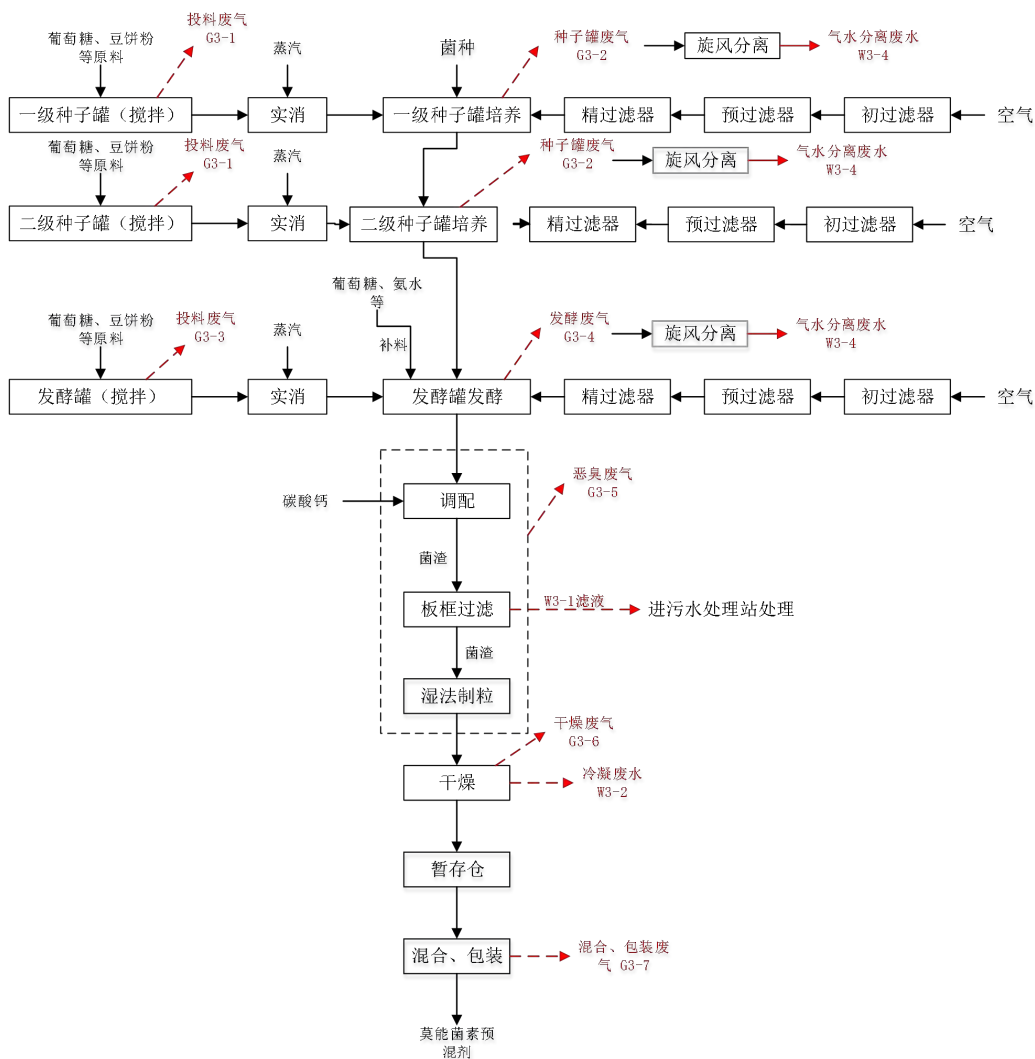 投料废气
G3-1
葡萄糖、豆饼粉
等原料
蒸汽
菌种
种子罐废气
G3-2
旋风分离
气水分离废水
W3-4
一级种子罐（搅拌）
实消
一级种子罐培养
精过滤器
预过滤器
初过滤器
空气
葡萄糖、豆饼粉
等原料
投料废气
G3-1
蒸汽
种子罐废气
G3-2
旋风分离
气水分离废水
W3-4
二级种子罐（搅拌）
实消
二级种子罐培养
精过滤器
预过滤器
初过滤器
空气
葡萄糖、氨水
等
补料
葡萄糖、豆饼粉
等原料
投料废气
G3-3
蒸汽
发酵废气
G3-4
旋风分离
气水分离废水
W3-4
发酵罐（搅拌）
实消
发酵罐发酵
精过滤器
预过滤器
初过滤器
空气
恶臭废气
G3-5
碳酸钙
调配
菌渣
板框过滤
W3-1滤液
进污水处理站处理
菌渣
湿法制粒
干燥废气
G3-6
干燥
冷凝废水
W3-2
暂存仓
混合、包装
混合、包装废
气 G3-7
莫能菌素预
混剂